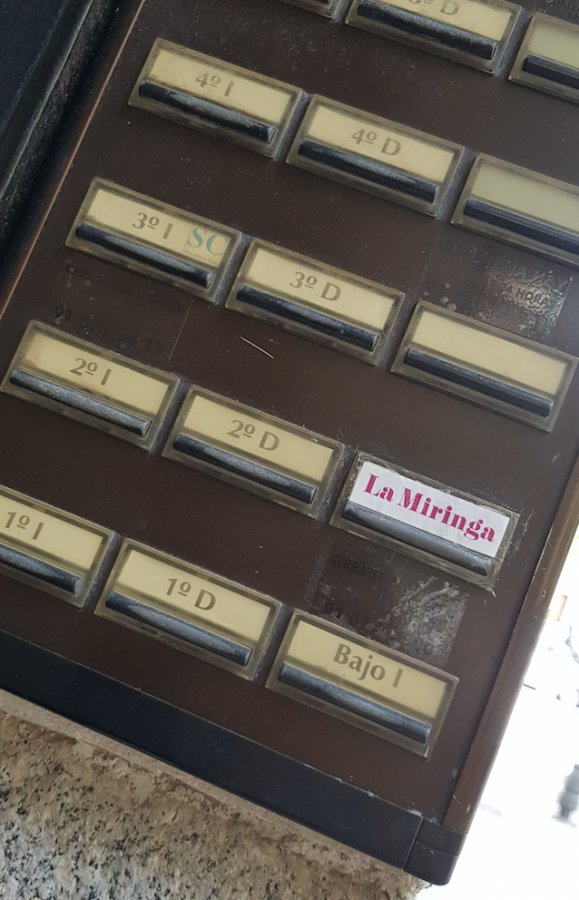 4º I
4º D
3º I SC
3º D
2º I
2º D
La Miringa
1º I
1º D
Bajo I